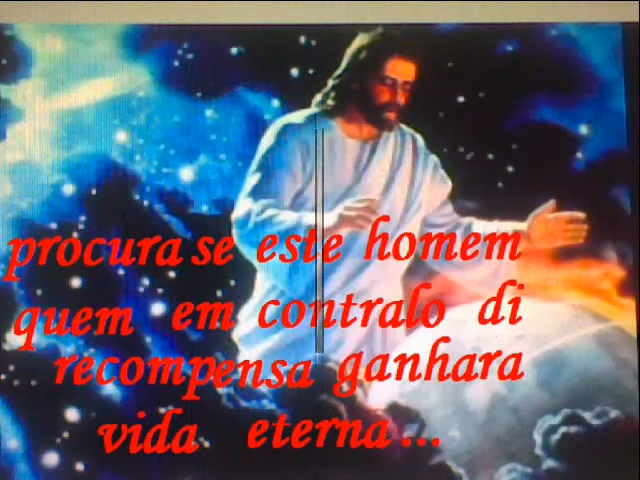 procura se este homem
quem em contralo di
recompensa ganhara
vida eterna...